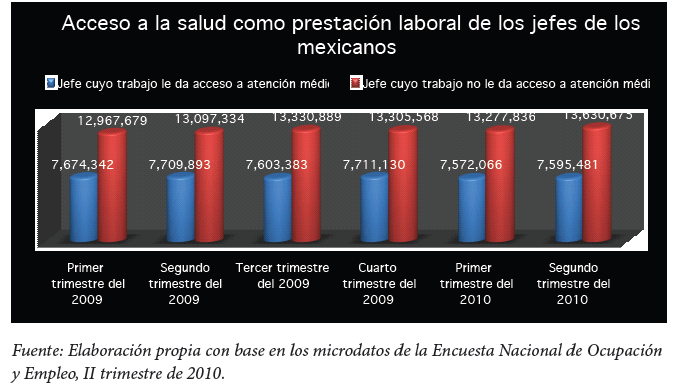 Acceso a la salud como prestación laboral de los jefes de los
mexicanos
Jefe cuyo trabajo le da acceso a atención médi Jefe cuyo trabajo no le da acceso a atención médi
12,967,679 13,097,334 13,330,889 13,305,568 13,277,836 13,630,675
7,674,342 7,709,893 7,603,383 7,711,130 7,572,066 7,595,481
Primer Segundo Tercer trimestre Cuarto Primer Segundo
trimestre del trimestre del del 2009 trimestre del trimestre del trimestre del
2009 2009 2009 2010 2010
Fuente: Elaboración propia con base en los microdatos de la Encuesta Nacional de Ocupación
y Empleo, II trimestre de 2010.